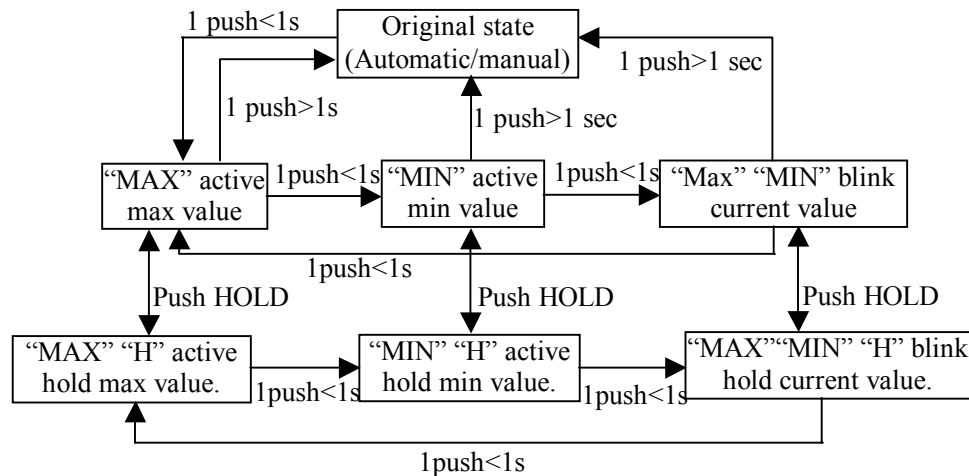 1 push<1s
Original state
(Automatic/manual)
1 push>1 sec
1 push>1s
1 push>1 sec
“MAX” active
max value
1push<1s
“MIN” active
min value
1push<1s
“Max” “MIN” blink
current value
1push<1s
Push HOLD
Push HOLD
Push HOLD
“MAX” “H” active
hold max value.
1push<1s
“MIN” “H” active
hold min value.
1push<1s
“MAX”“MIN” “H” blink
hold current value.
1push<1s